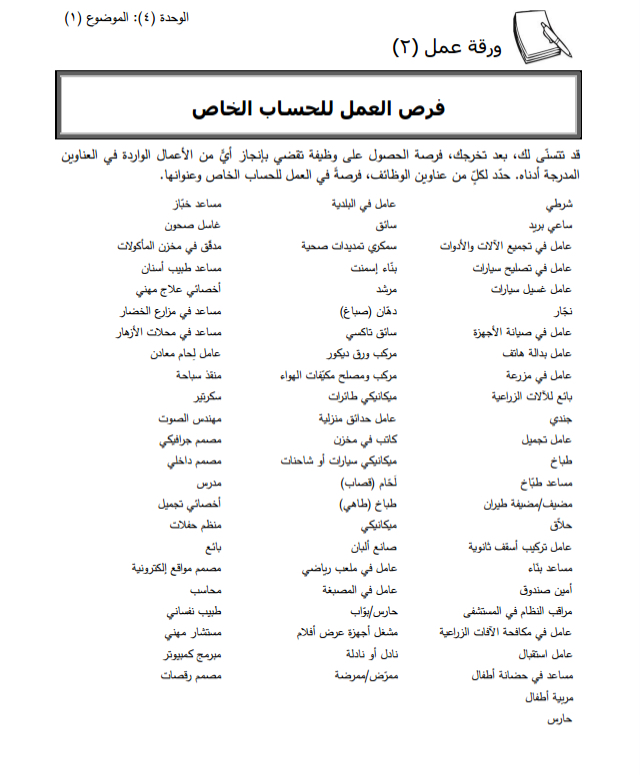 الوحدة (٤): الموضوع (١)
ورقة عمل (٢)
فرص العمل للحساب الخاص
قد تتسنّى لك، بعد تخرجك، فرصة الحصول على وظيفة تقضي بإنجاز أيٍّ من الأعمال الواردة في العناوين
المدرجة أدناه. حدّد لكلٍّ من عناوين الوظائف، فرصةً في العمل للحساب الخاص وعنوانها.
شرطي
ساعي بريد
عامل في تجميع الآلات والأدوات
عامل في تصليح سيارات
عامل غسيل سيارات
نجّار
عامل في صيانة الأجهزة
عامل بدالة هاتف
عامل في مزرعة
بائع للآلات الزراعية
جندي
عامل تجميل
طباخ
مساعد طبّاخ
مضيف/مضيفة طيران
حلاّق
عامل تركيب أسقف ثانوية
مساعد بنّاء
أمين صندوق
مراقب النظام في المستشفى
عامل في مكافحة الآفات الزراعية
عامل استقبال
مساعد في حضانة أطفال
مربية أطفال
حارس
عامل في البلدية
سائق
سمكري تمديدات صحية
بنّاء إسمنت
مرشد
دهّان (صباغ)
سائق تاكسي
مركب ورق ديكور
مركب ومصلح مكيّفات الهواء
ميكانيكي طائرات
عامل حدائق منزلية
كاتب في مخزن
ميكانيكي سيارات أو شاحنات
لَحّام (قصاب)
طباخ (طاهي)
ميكانيكي
صانع ألبان
عامل في ملعب رياضي
عامل في المصبغة
حارس/بوّاب
مشغل أجهزة عرض أفلام
نادل أو نادلة
ممرّض/ممرضة
مساعد خبّاز
غاسل صحون
مدقّق في مخزن المأكولات
مساعد طبيب أسنان
أخصائي علاج مهني
مساعد في مزارع الخضار
مساعد في محلات الأزهار
عامل لِحام معادن
منقذ سباحة
سكرتير
مهندس الصوت
مصمم جرافيكي
مصمم داخلي
مدرس
أخصائي تجميل
منظم حفلات
بائع
مصمم مواقع إلكترونية
محاسب
طبيب نفساني
مستشار مهني
مبرمج كمبيوتر
مصمم رقصات